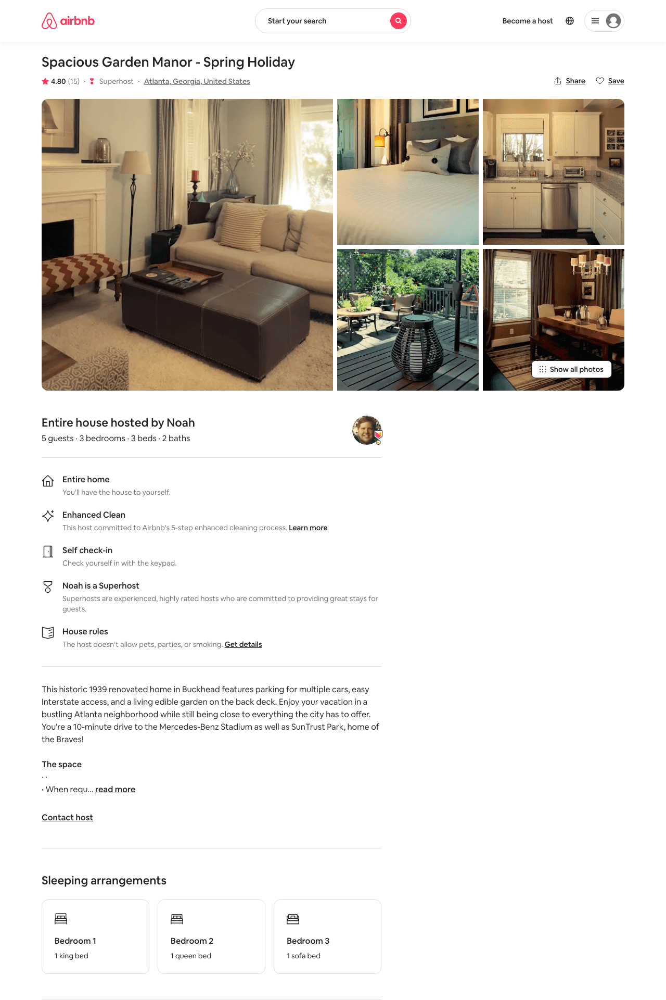 airbnb
Start your search
Become a host
Spacious Garden Manor - Spring Holiday
4.80 (15) · Superhost · Atlanta, Georgia, United States
Share
Save
Show all photos
Entire house hosted by Noah
5 guests · 3 bedrooms · 3 beds · 2 baths
Entire home
You’ll have the house to yourself.
Enhanced Clean
This host committed to Airbnb's 5-step enhanced cleaning process. Learn more
Self check-in
Check yourself in with the keypad.
Noah is a Superhost
Superhosts are experienced, highly rated hosts who are committed to providing great stays for
guests.
House rules
The host doesn’t allow pets, parties, or smoking. Get details
This historic 1939 renovated home in Buckhead features parking for multiple cars, easy
Interstate access, and a living edible garden on the back deck. Enjoy your vacation in a
bustling Atlanta neighborhood while still being close to everything the city has to offer.
You're a 10-minute drive to the Mercedes-Benz Stadium as well as SunTrust Park, home of
the Braves!
The space
· ·
· When requ... read more
Contact host
Sleeping arrangements
Bedroom 1
1 king bed
Bedroom 2
1 queen bed
Bedroom 3
1 sofa bed